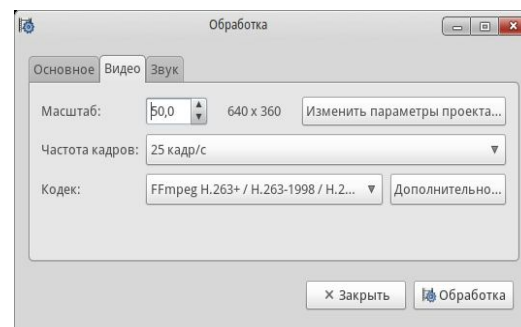 Обработка
Основное Видео Звук
Масштаб: 50,0 640 x 360 Изменить параметры проекта...
Частота кадров: 25 кадр/с
Кодек: FFmpeg H.263+ / H.263-1998 / H.2... Дополнительно...
Закрыть Обработка